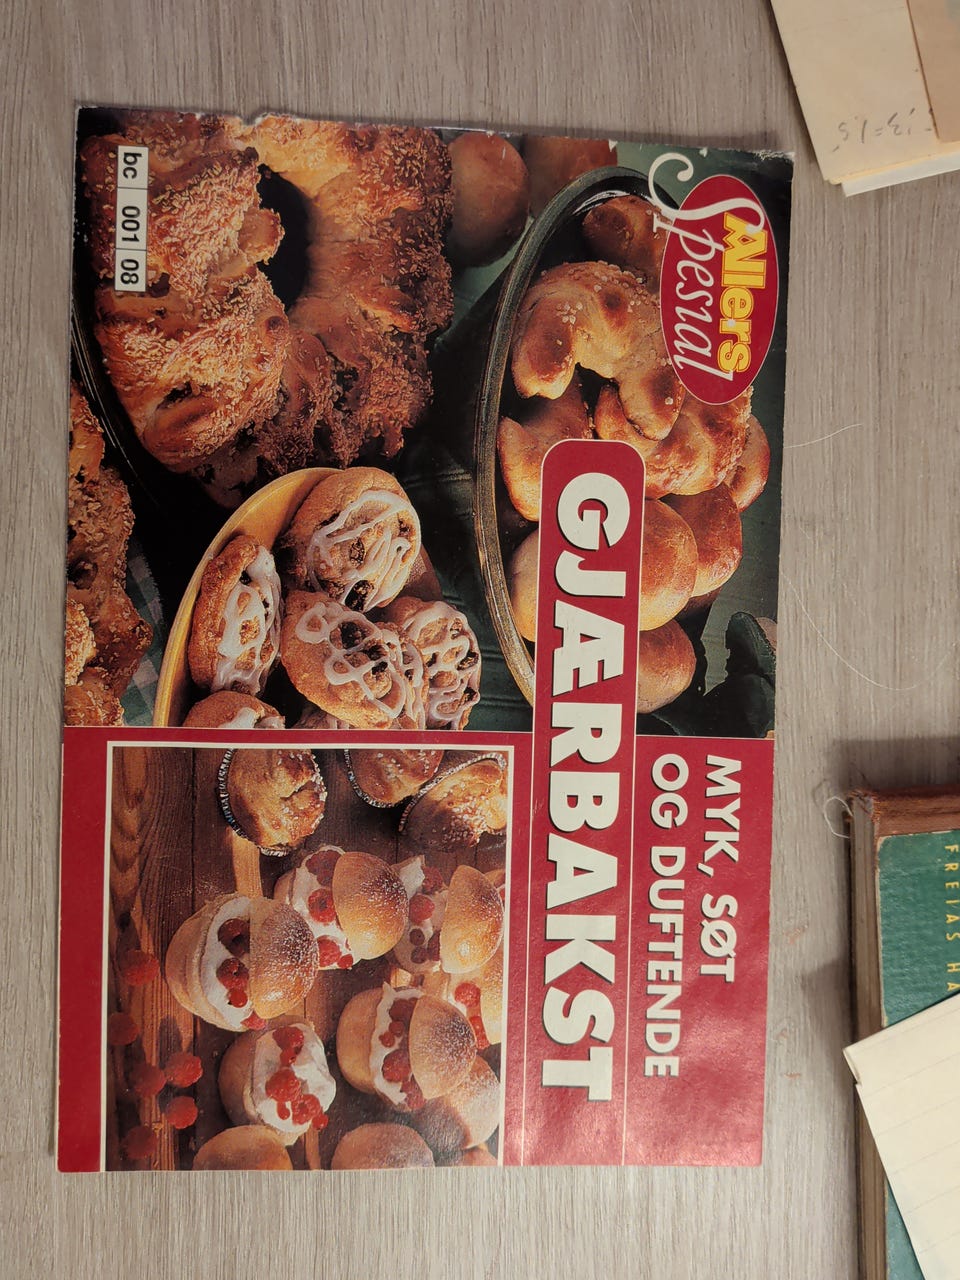 Allers
Spesial
MYK, SØT
OG DUFTENDE
GJÆRBAKST
bc 001 08
FREIAS